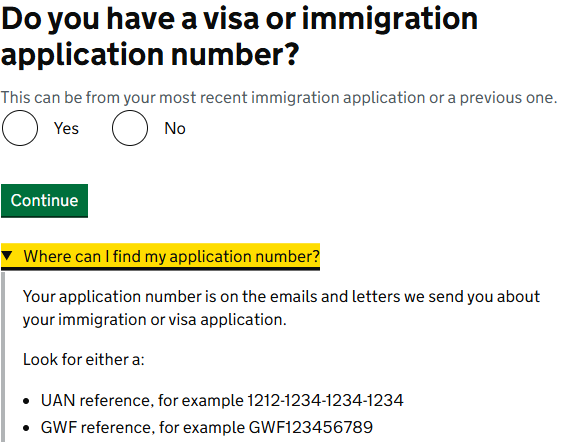 Do you have a visa or immigration
application number?
This can be from your most recent immigration application or a previous one.
Yes No
Continue
▼ Where can I find my application number?
Your application number is on the emails and letters we send you about
your immigration or visa application.
Look for either a:
• UAN reference, for example 1212-1234-1234-1234
• GWF reference, for example GWF123456789